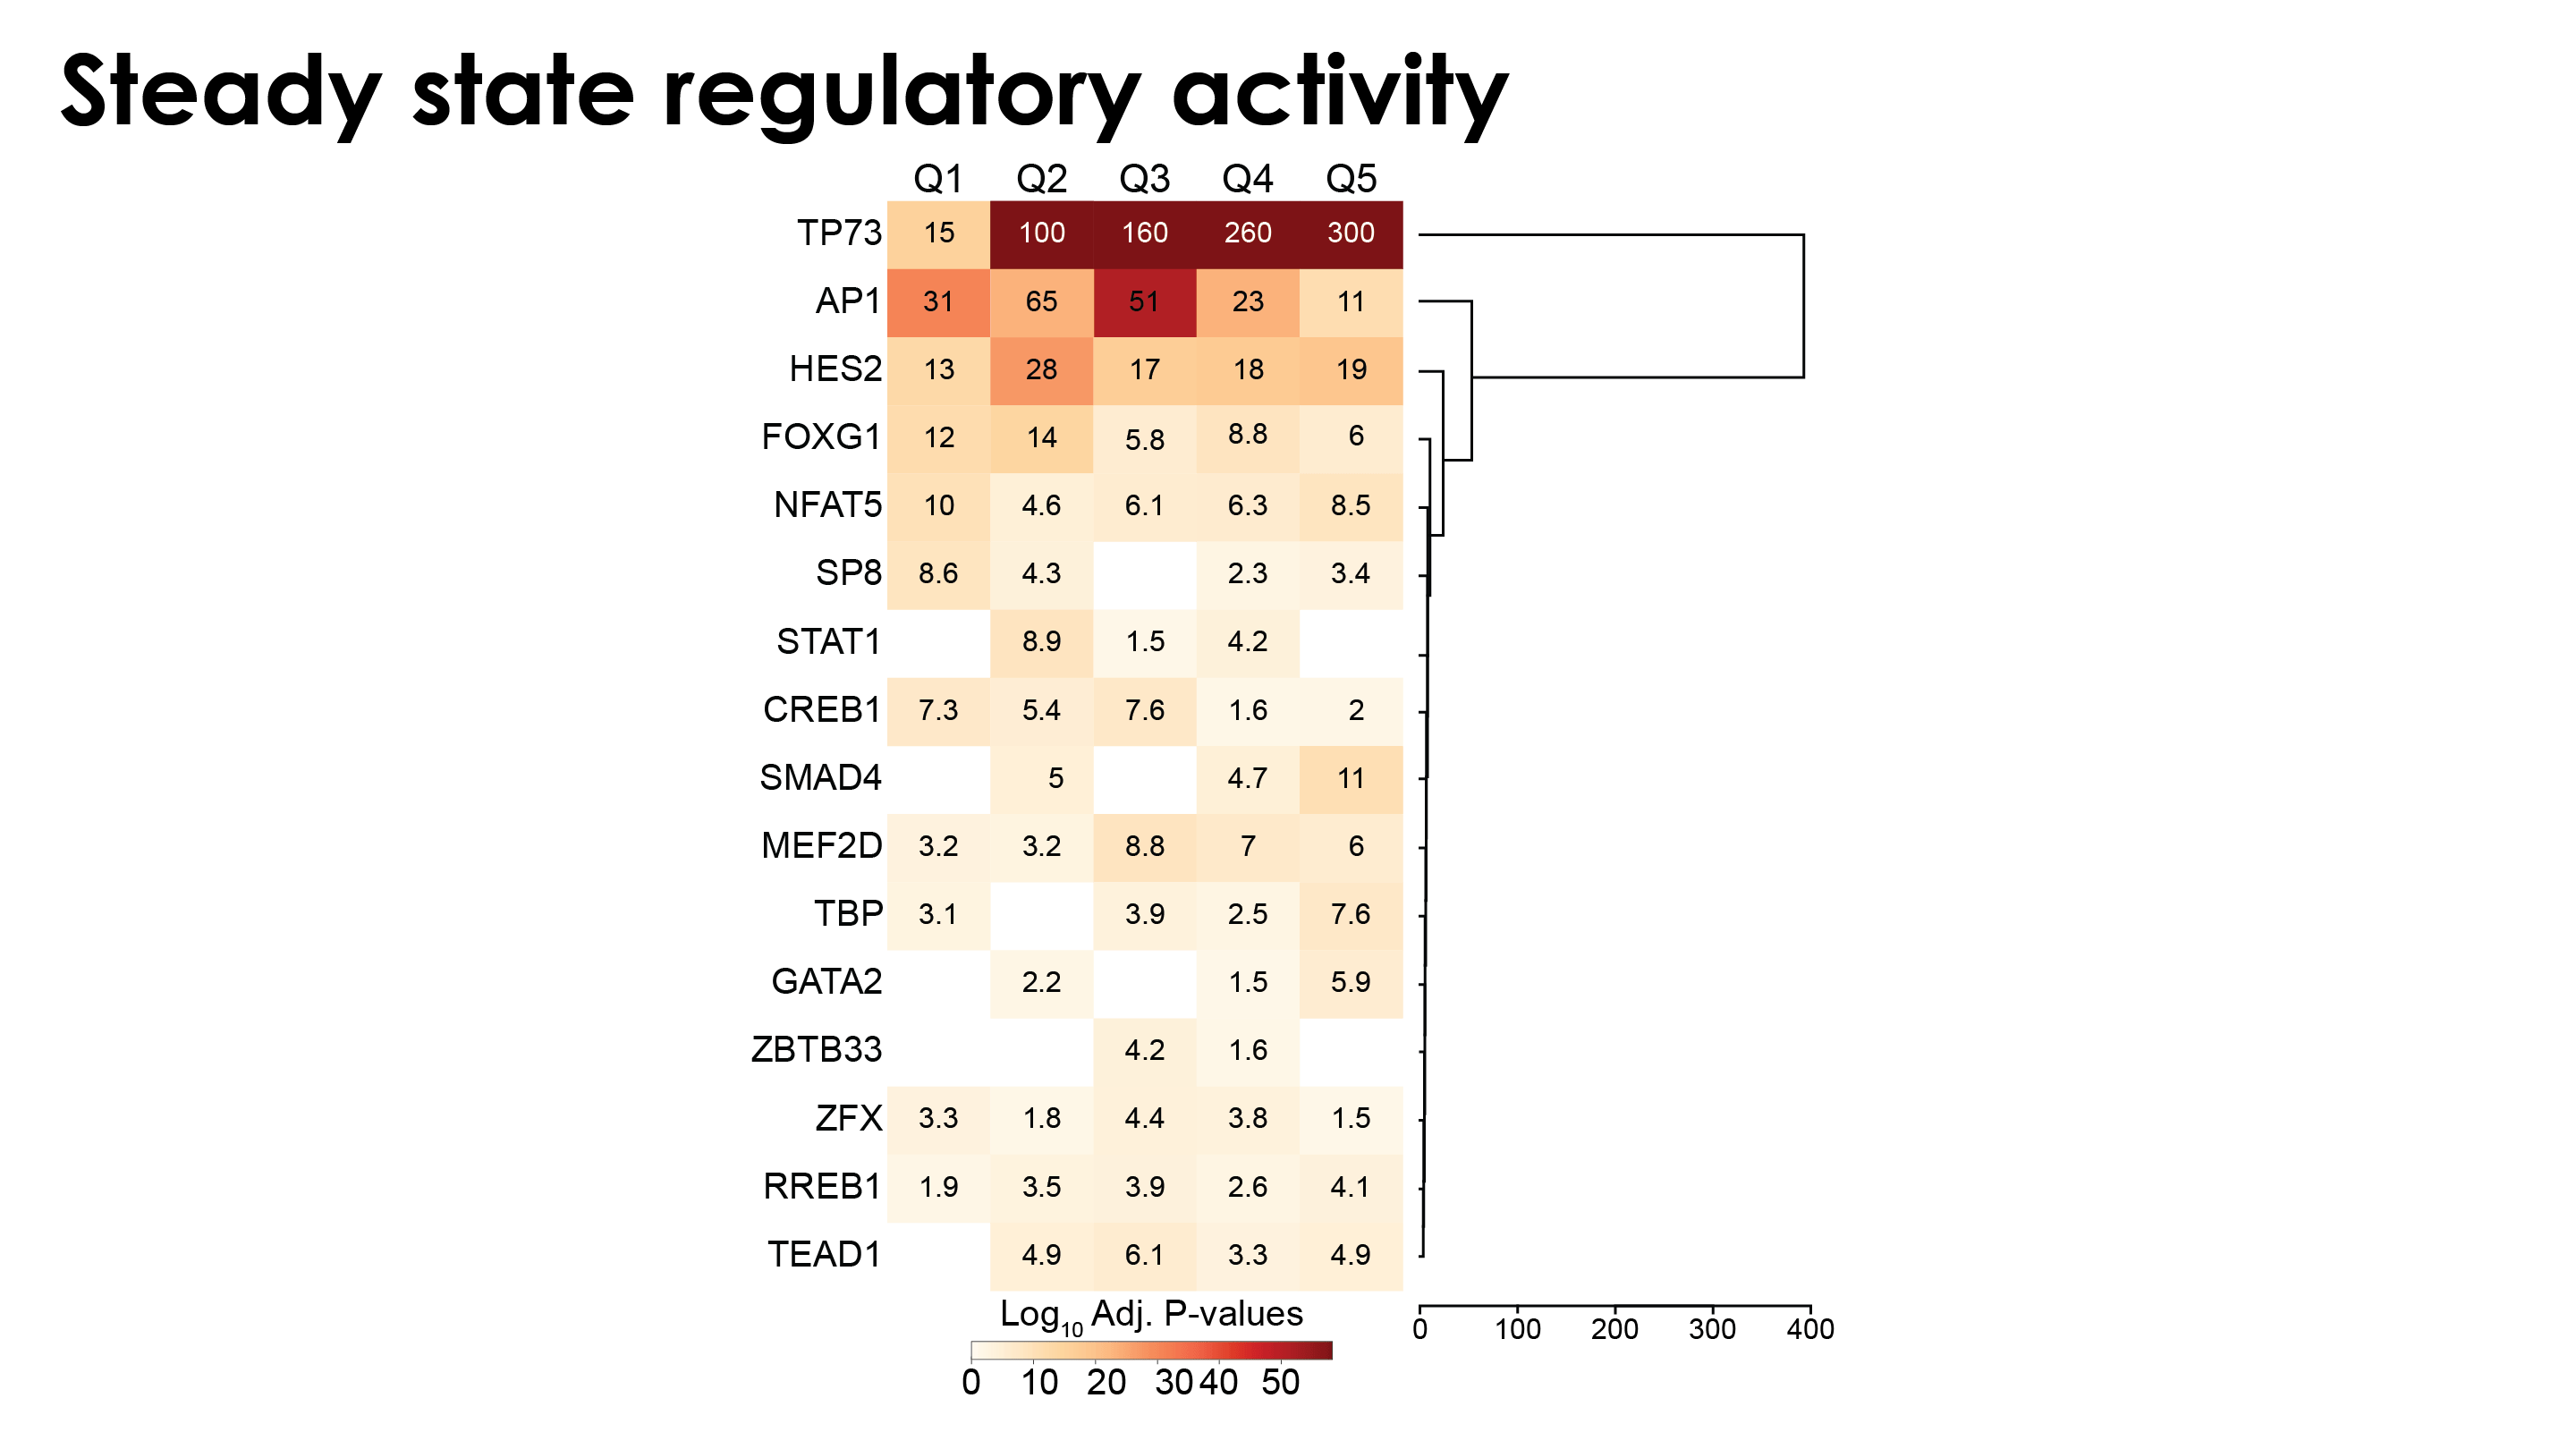 Steady state regulatory activity
Q1 Q2 Q3 Q4 Q5
TP73 15 100 160 260 300
AP1 31 65 51 23 11
HES2 13 28 17 18 19
FOXG1 12 14 5.8 8.8 6
NFAT5 10 4.6 6.1 6.3 8.5
SP8 8.6 4.3 2.3 3.4
STAT1 8.9 1.5 4.2
CREB1 7.3 5.4 7.6 1.6 2
SMAD4 5 4.7 11
MEF2D 3.2 3.2 8.8 7 6
TBP 3.1 3.9 2.5 7.6
GATA2 2.2 1.5 5.9
ZBTB33 4.2 1.6
ZFX 3.3 1.8 4.4 3.8 1.5
RREB1 1.9 3.5 3.9 2.6 4.1
TEAD1 4.9 6.1 3.3 4.9
Log10 Adj. P-values
0 10 20 30 40 50
0 100 200 300 400